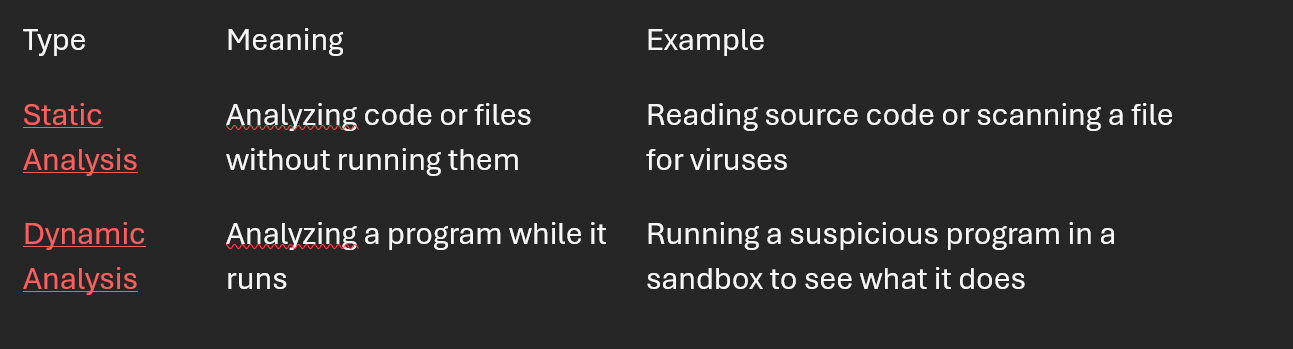 Type Meaning Example
Static Analyzing code or files Reading source code or scanning a file
Analysis without running them for viruses
Dynamic Analyzing a program while it Running a suspicious program in a
Analysis runs sandbox to see what it does